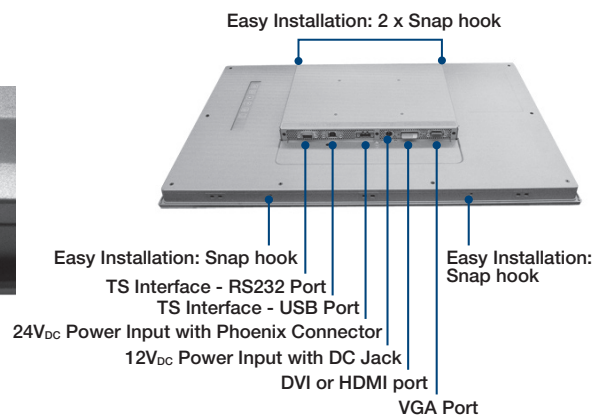 Easy Installation: 2 x Snap hook
Easy Installation: Snap hook
Easy Installation:
Snap hook
TS Interface - RS232 Port
TS Interface - USB Port
24VDC Power Input with Phoenix Connector
12VDC Power Input with DC Jack
DVI or HDMI port
VGA Port